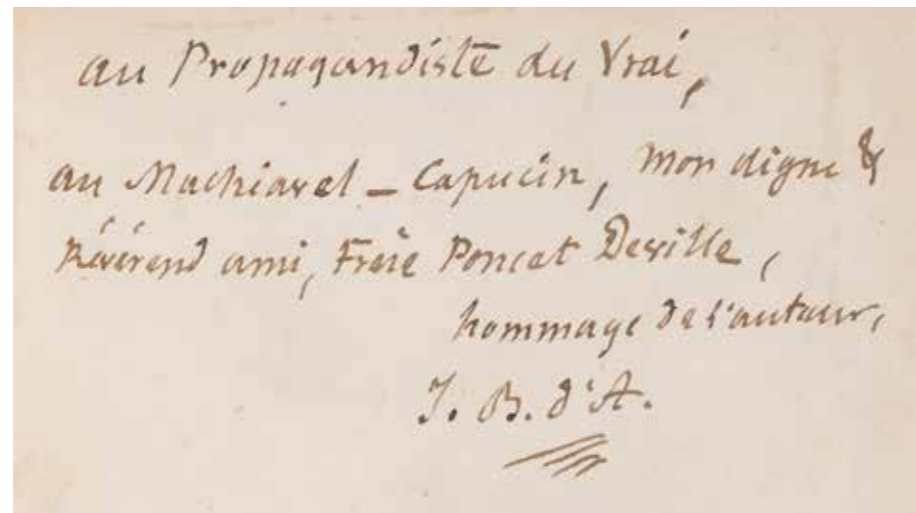 au Propagandiste du Vrai,
au Machiavel - Capucin, mon digne &
Révérend ami, Frère Poncet Deville,
hommage de l'auteur,
J. B. d'A.